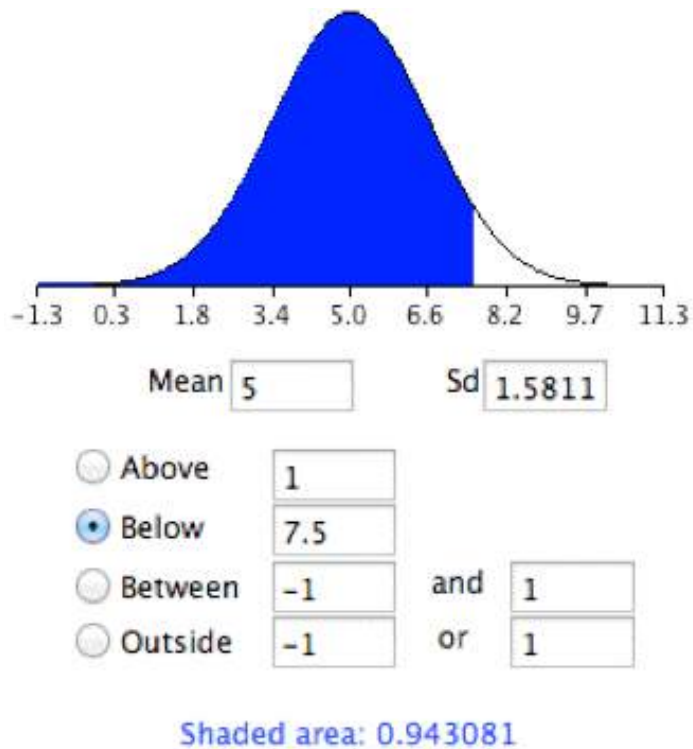 -1.3 0.3 1.8 3.4 5.0 6.6 8.2 9.7 11.3
Mean 5 Sd 1.5811
Above 1
Below 7.5
Between -1 and 1
Outside -1 or 1
Shaded area: 0.943081